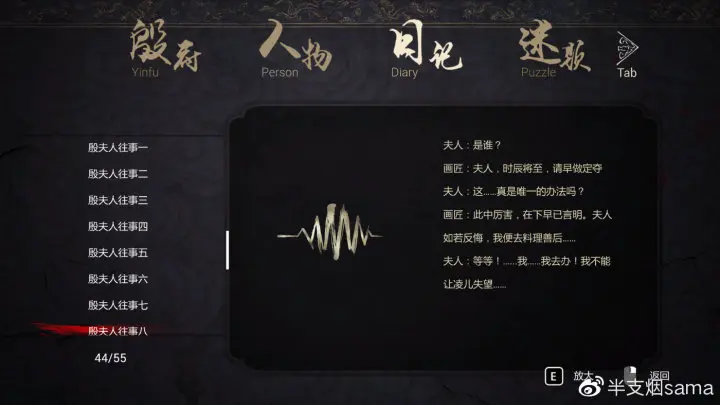 殷府
人物
日记
迷躯
Yinfu
Person
Diary
Puzzle
Tab
殷夫人往事一
殷夫人往事二
殷夫人往事三
殷夫人往事四
殷夫人往事五
殷夫人往事六
殷夫人往事七
殷夫人往事八
44/55
夫人：是谁？
画匠：夫人，时辰将至，请早做定夺
夫人：这……真是唯一的办法吗？
画匠：此中厉害，在下早已言明。夫人
如若反悔，我便去料理善后……
夫人：等等！……我……我去办！我不能
让凌儿失望……
E 放大
返回
半支烟sama